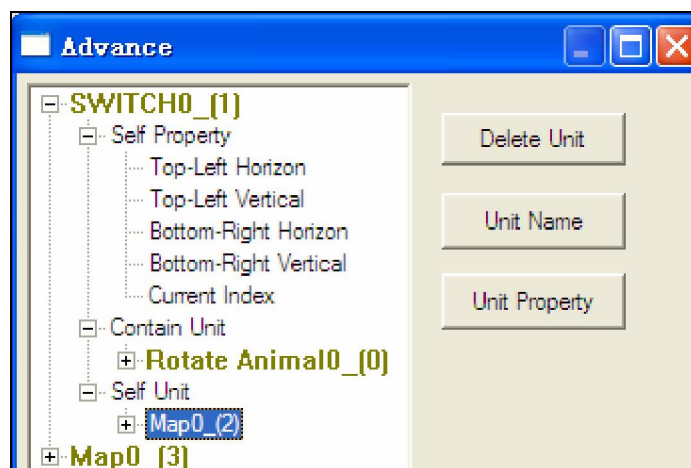 Advance
SWITCH0_(1)
Self Property
Top-Left Horizon
Top-Left Vertical
Bottom-Right Horizon
Bottom-Right Vertical
Current Index
Contain Unit
Rotate Animal0_(0)
Self Unit
Map0_(2)
Map0_(3)
Delete Unit
Unit Name
Unit Property